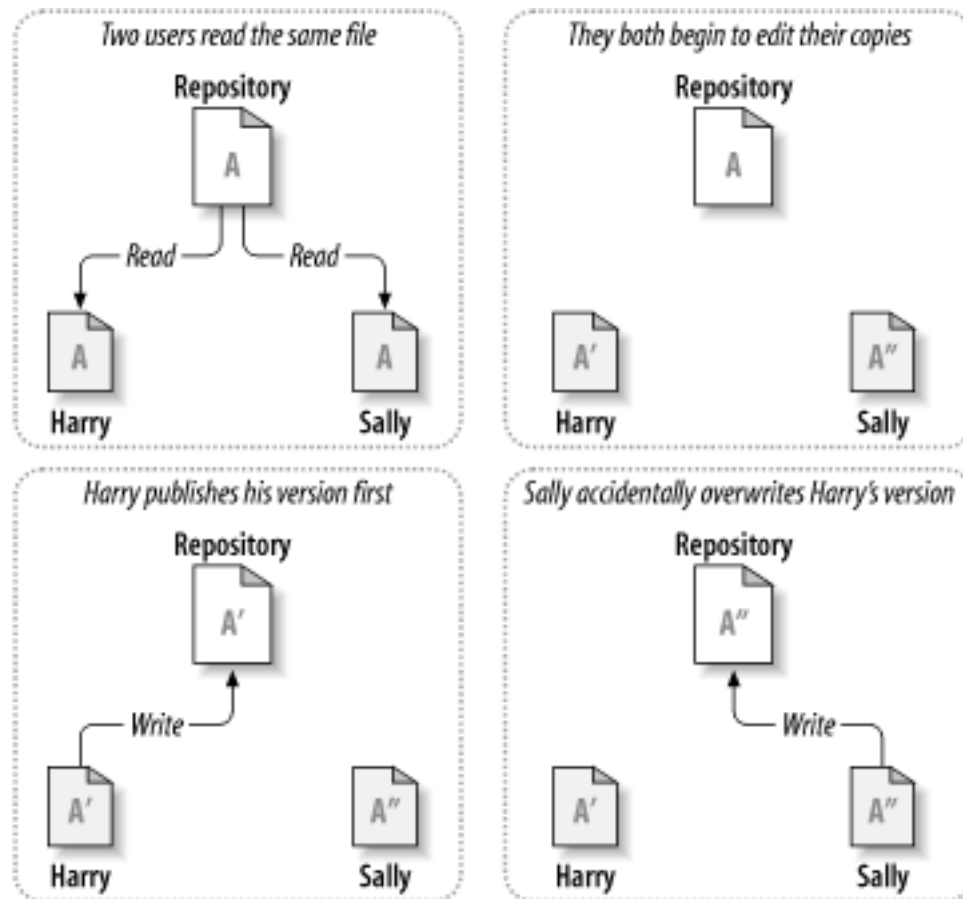 Two users read the same file
Repository
A
Read Read
A A
Harry Sally
They both begin to edit their copies
Repository
A
A' A"
Harry Sally
Harry publishes his version first
Repository
A'
Write
A' A"
Harry Sally
Sally accidentally overwrites Harry's version
Repository
A"
Write
A' A"
Harry Sally